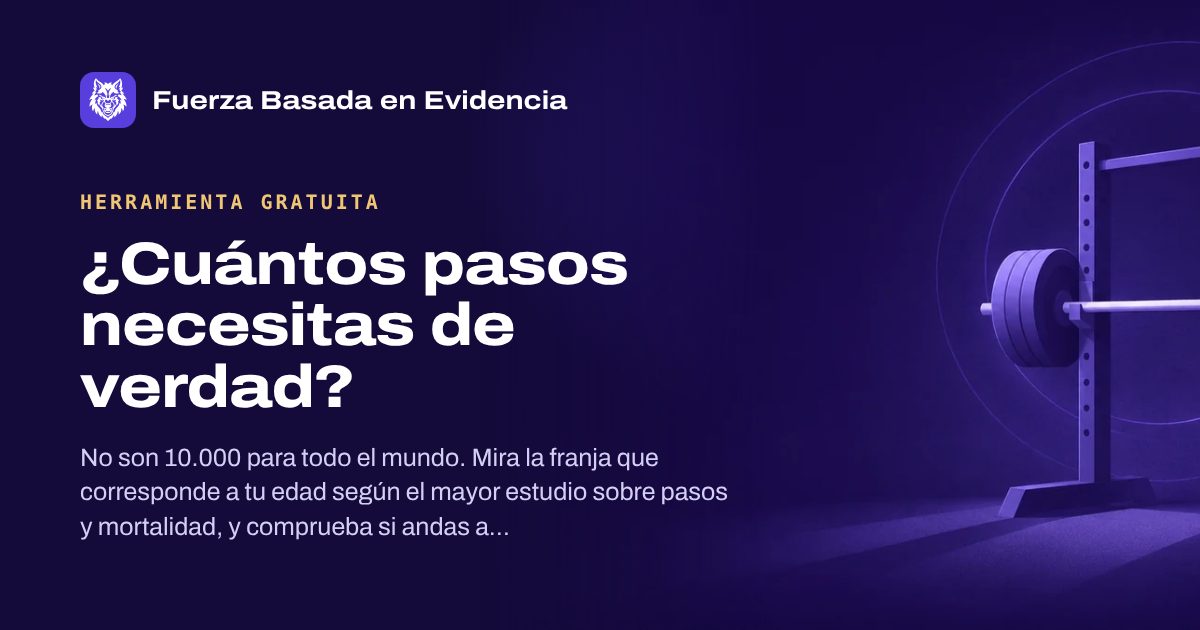 Fuerza Basada en Evidencia
HERRAMIENTA GRATUITA
¿Cuántos pasos
necesitas de
verdad?
No son 10.000 para todo el mundo. Mira la franja que
corresponde a tu edad según el mayor estudio sobre pasos
y mortalidad, y comprueba si andas a...